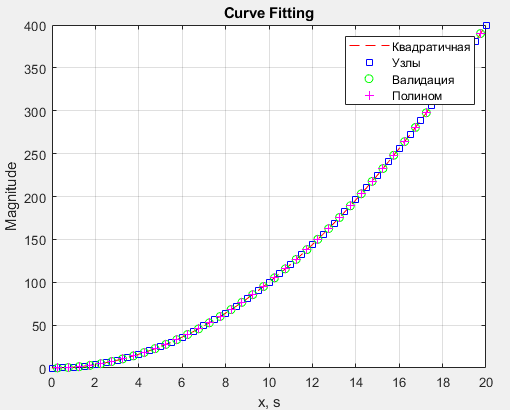 Curve Fitting
400
350
300
250
200
150
100
50
0
Magnitude
Квадратичная
Узлы
Валидация
Полином
0 2 4 6 8 10 12 14 16 18 20
x, s